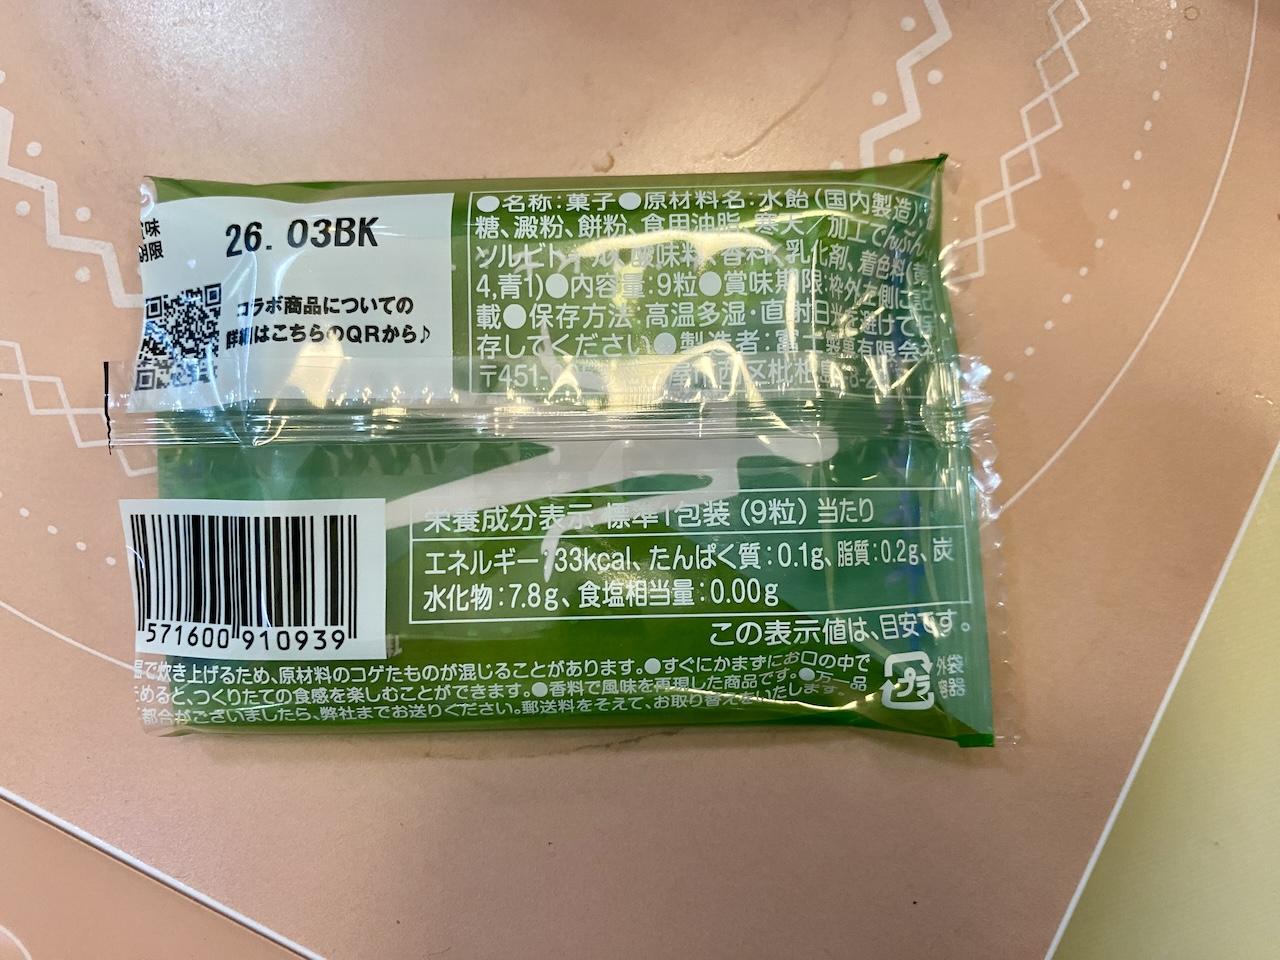 味
期限
26. 03BK
コラボ商品についての
詳細はこちらのQRから♪
●名称:菓子●原材料名:水飴(国内製造)
糖、澱粉、餅粉、食用油脂、寒天/加工でんぷん、
ソルビトール、酸味料、香料、乳化剤、着色料(黄
4,青1)●内容量:9粒●賞味期限:枠外左側に記
載●保存方法:高温多湿・直射日光を避けて保
存してください●製造者:
〒451-
栄養成分表示 標準1包装(9粒)当たり
エネルギー:33kcal、たんぱく質:0.1g、脂質:0.2g、炭
水化物:7.8g、食塩相当量:0.00g
この表示値は、目安です。
571600 910939
で炊き上げるため、原材料のコゲたものが混じることがあります。●すぐにかまずにお口の中で
めると、つくりたての食感を楽しむことができます。●香料で風味を再現した商品です。●万一品
都合がございましたら、弊社までお送りください。郵送料をそえて、お取り替えをいたします。
プラ
外袋
容器